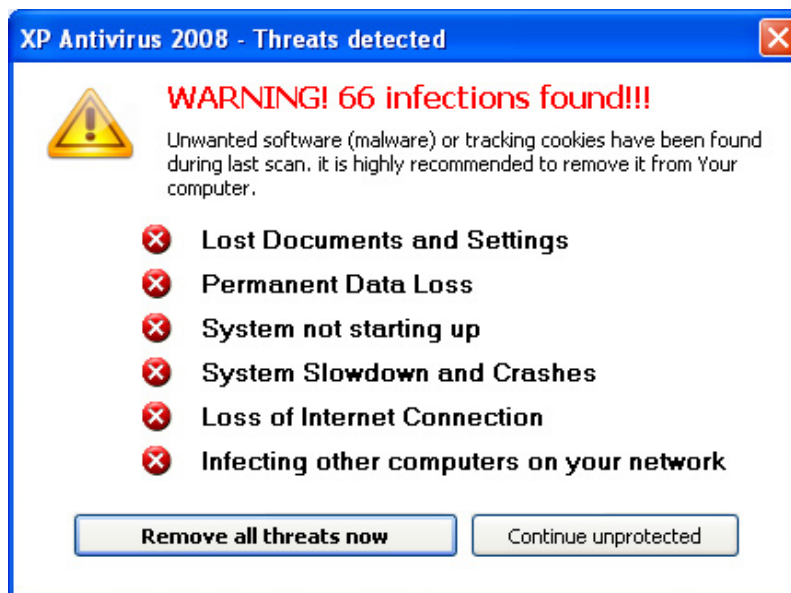 XP Antivirus 2008 - Threats detected
WARNING! 66 infections found!!!
Unwanted software (malware) or tracking cookies have been found
during last scan. it is highly recommended to remove it from Your
computer.
Lost Documents and Settings
Permanent Data Loss
System not starting up
System Slowdown and Crashes
Loss of Internet Connection
Infecting other computers on your network
Remove all threats now
Continue unprotected